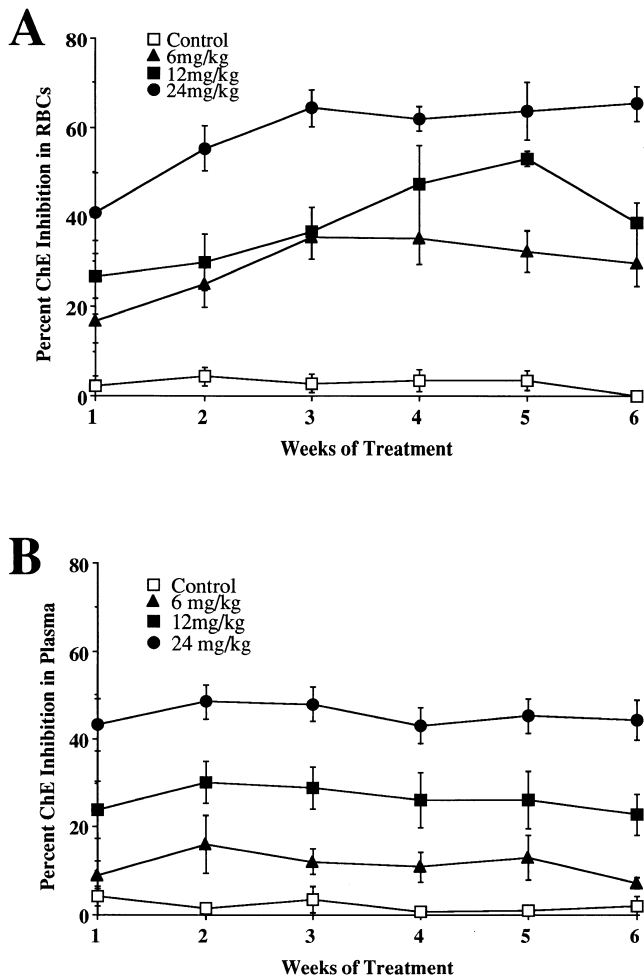 A
80
60
40
20
0
Percent ChE Inhibition in RBCs
Control
6mg/kg
12mg/kg
24mg/kg
1 2 3 4 5 6
Weeks of Treatment
B
80
60
40
20
0
Percent ChE Inhibition in Plasma
Control
6 mg/kg
12mg/kg
24 mg/kg
1 2 3 4 5 6
Weeks of Treatment